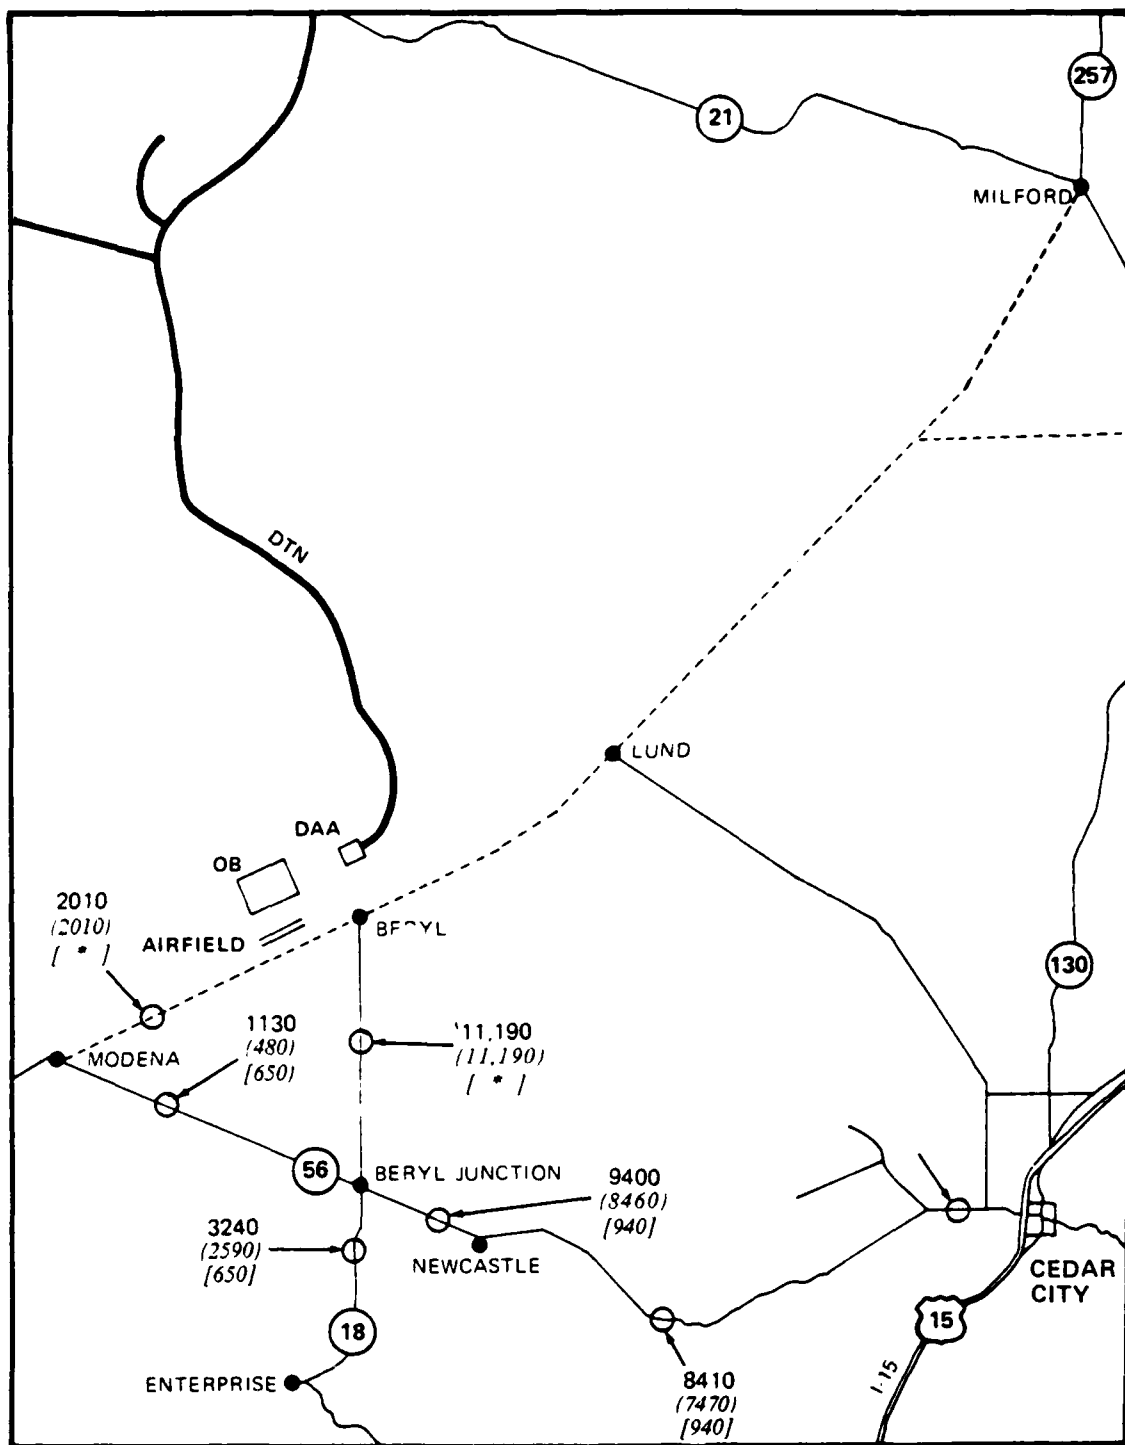 257
21
MILFORD
DTN
LUND
DAA
OB
2010
(2010)
[ * ]
AIRFIELD
130
1130
(480)
[650)
'11,190
(11,190)
[ * ]
MODENA
56
BERYL JUNCTION
9400
(8460)
[940]
3240
(2590)
[650]
NEWCASTLE
CEDAR
CITY
15
18
I-15
ENTERPRISE
8410
(7470)
[940]